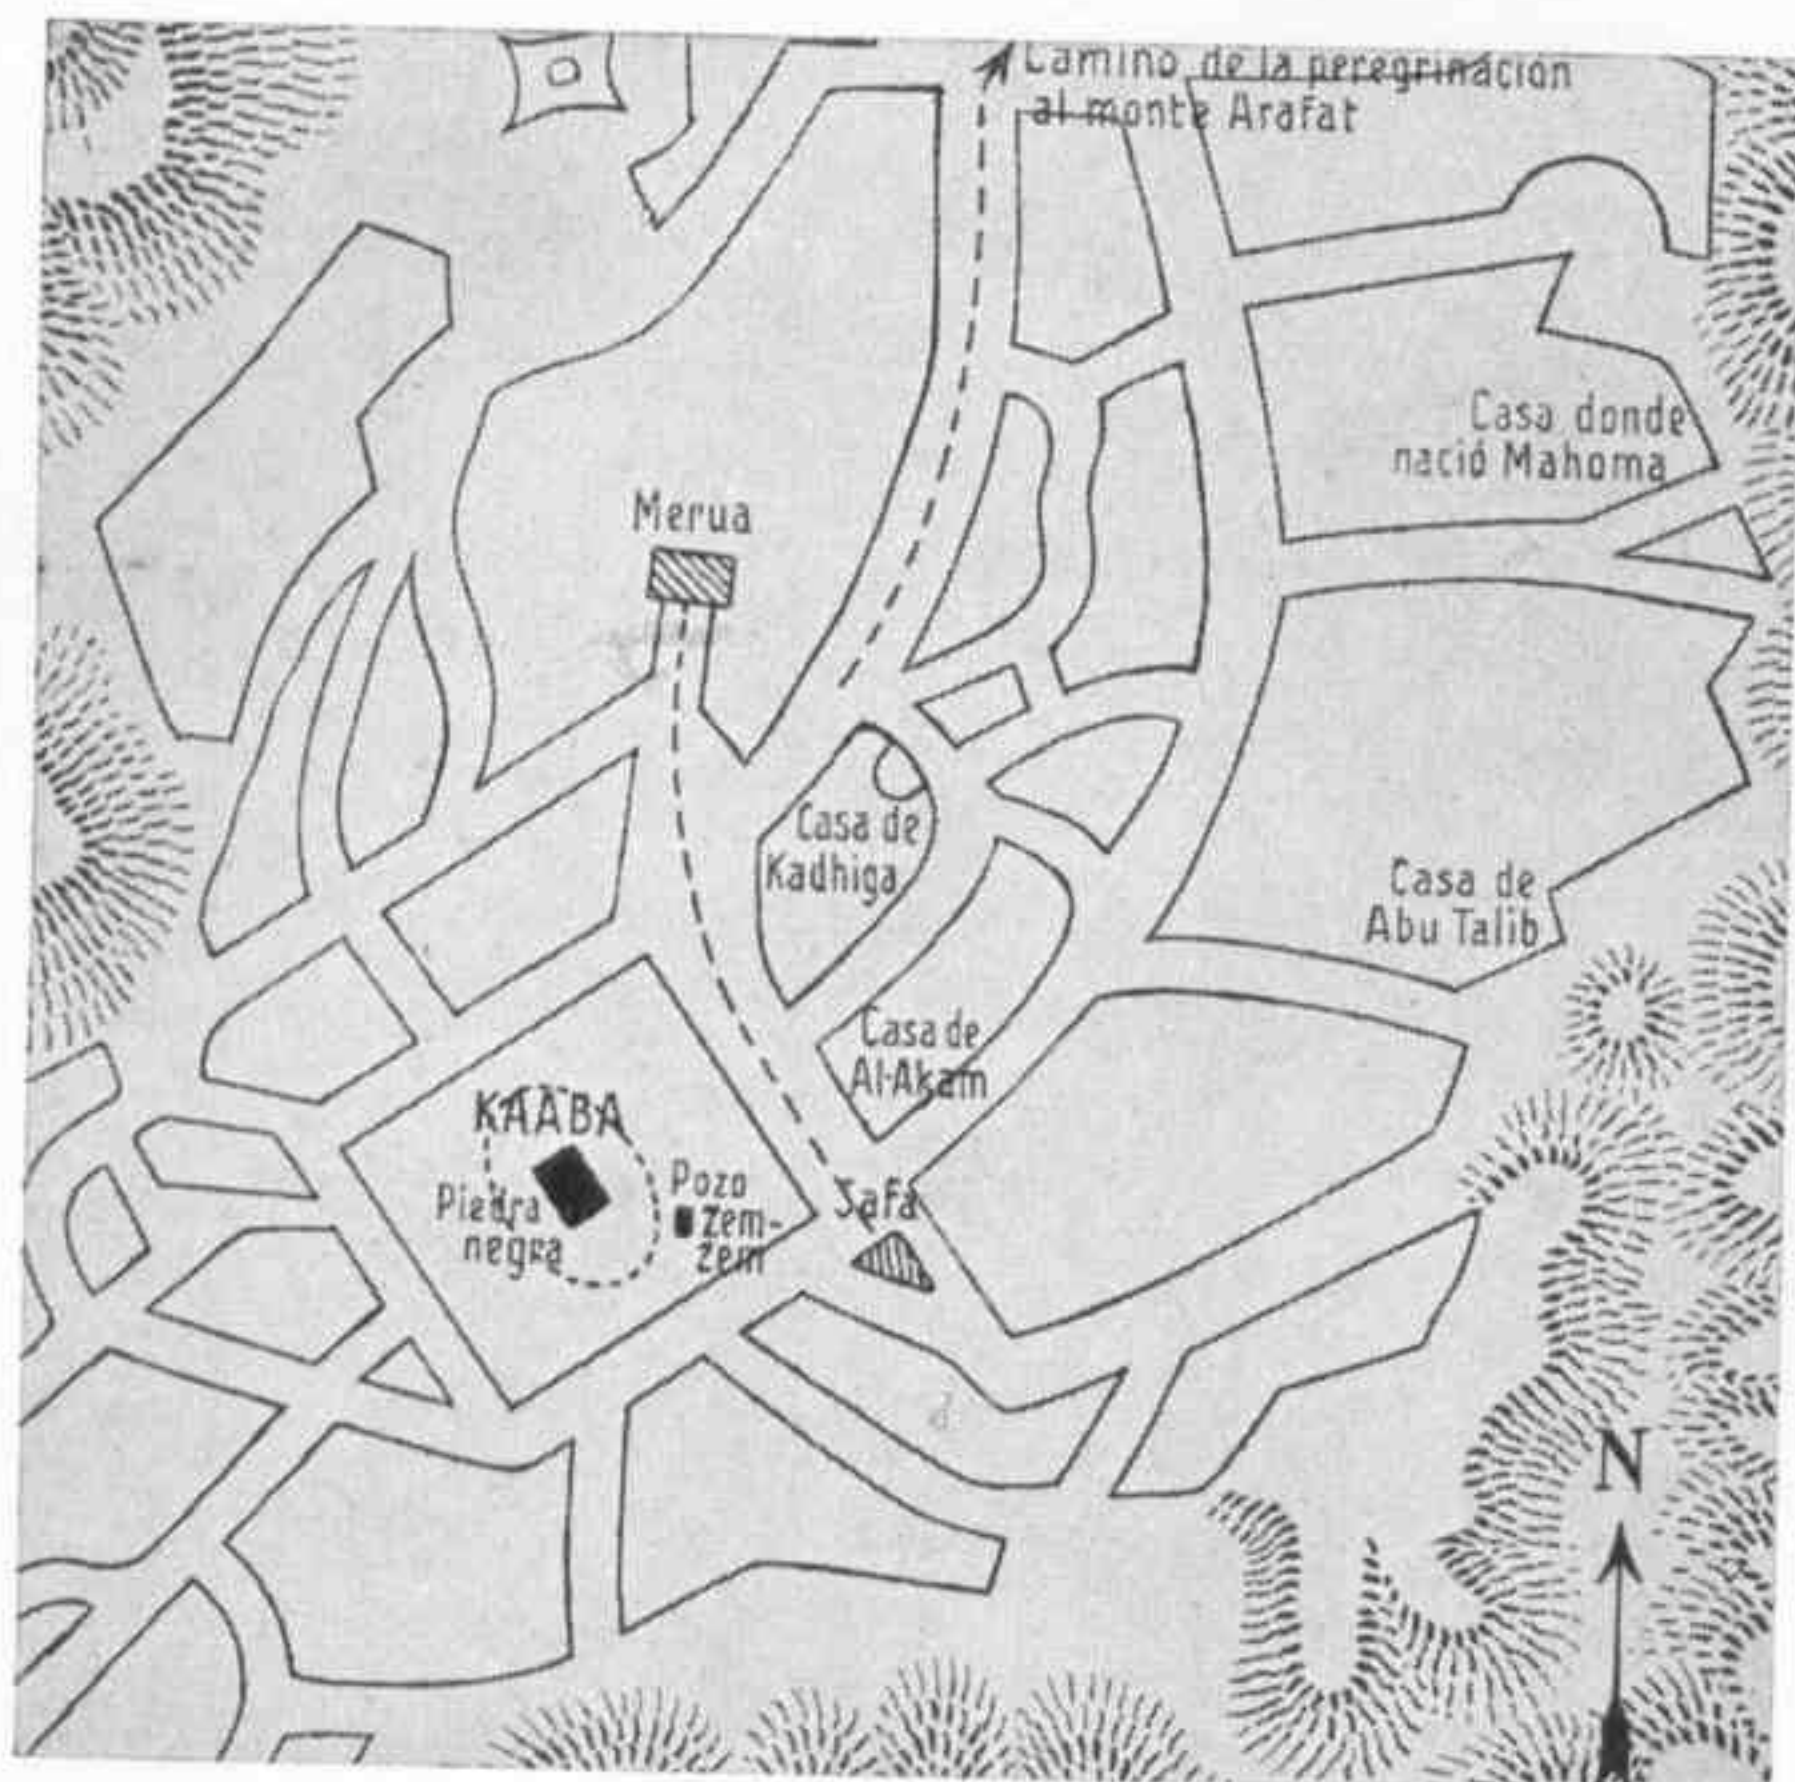 Camino de la peregrinación
al monte Arafat
Casa donde
nació Mahoma
Merua
Casa de
Kadhiga
Casa de
Abu Talib
Casa de
Al-Akam
KAABA
Piedra
negra
Pozo
Zem-
zem
Safa
N